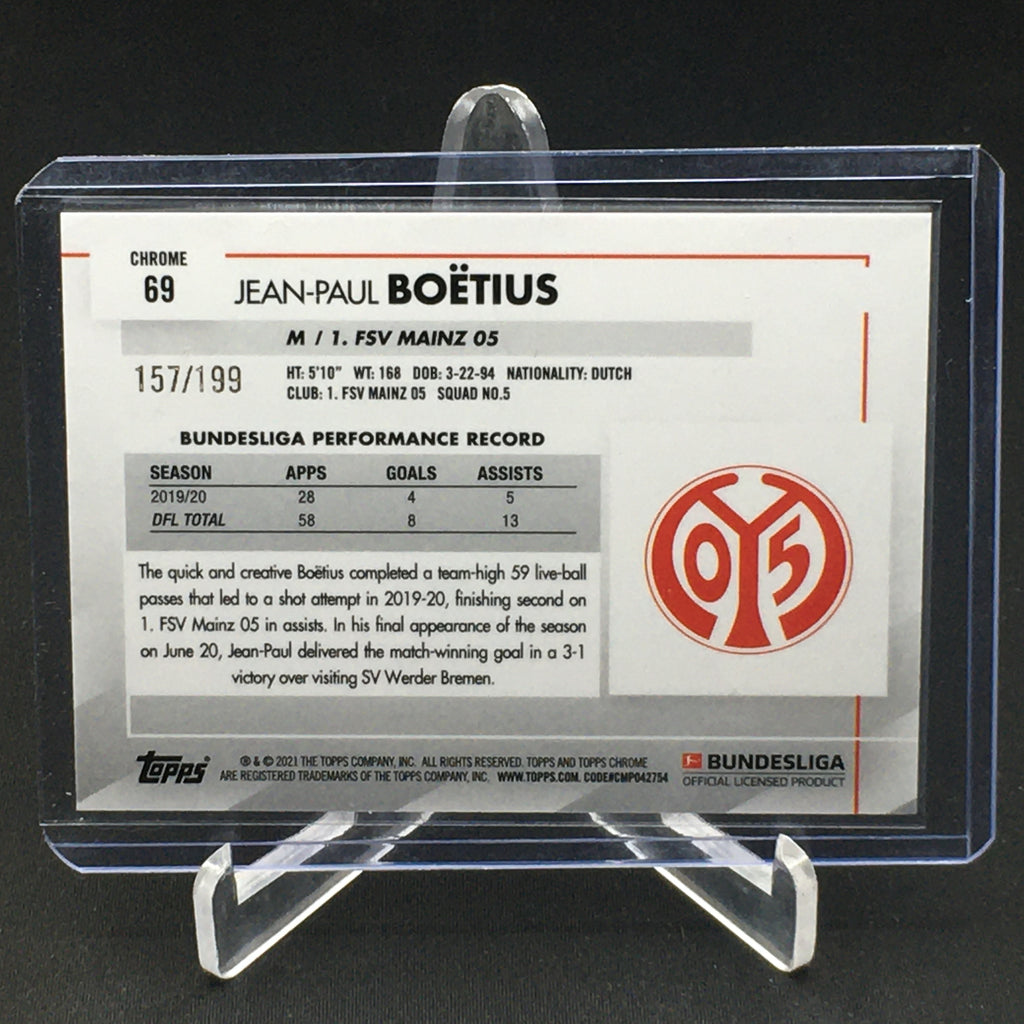 CHROME
69
JEAN-PAUL BOËTIUS
M / 1. FSV MAINZ 05
157/199
HT: 5'10" WT: 168 DOB: 3-22-94 NATIONALITY: DUTCH
CLUB: 1. FSV MAINZ 05 SQUAD NO.5
BUNDESLIGA PERFORMANCE RECORD
SEASON APPS GOALS ASSISTS
2019/20 28 4 5
DFL TOTAL 58 8 13
The quick and creative Boëtius completed a team-high 59 live-ball
passes that led to a shot attempt in 2019-20, finishing second on
1. FSV Mainz 05 in assists. In his final appearance of the season
on June 20, Jean-Paul delivered the match-winning goal in a 3-1
victory over visiting SV Werder Bremen.
05
Topps
® & © 2021 THE TOPPS COMPANY, INC. ALL RIGHTS RESERVED. TOPPS AND TOPPS CHROME
ARE REGISTERED TRADEMARKS OF THE TOPPS COMPANY, INC. WWW.TOPPS.COM. CODE#CMP042754
BUNDESLIGA
OFFICIAL LICENSED PRODUCT